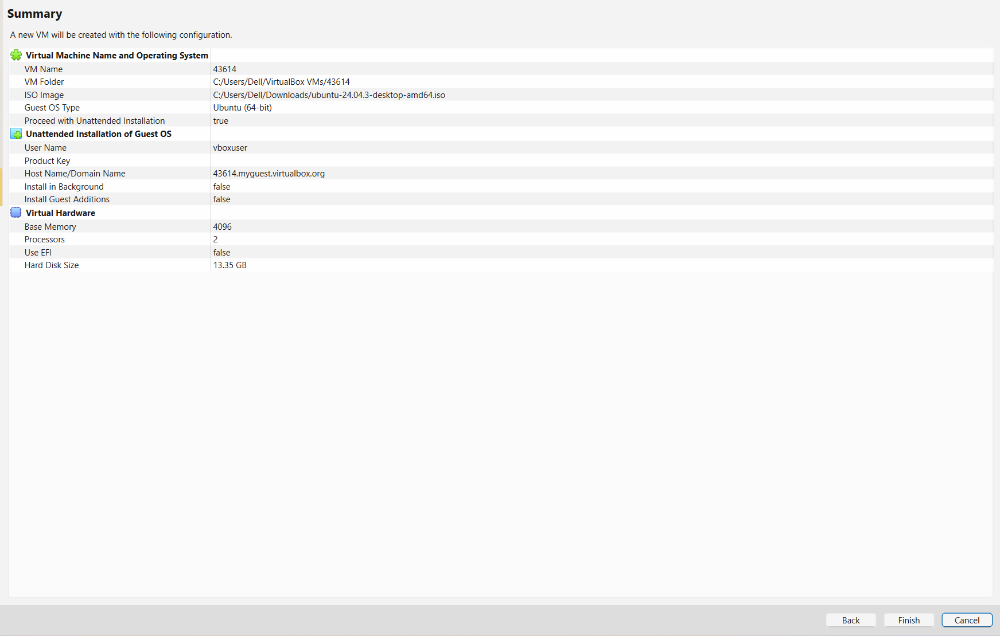 Summary
A new VM will be created with the following configuration.
Virtual Machine Name and Operating System
VM Name 43614
VM Folder C:/Users/Dell/VirtualBox VMs/43614
ISO Image C:/Users/Dell/Downloads/ubuntu-24.04.3-desktop-amd64.iso
Guest OS Type Ubuntu (64-bit)
Proceed with Unattended Installation true
Unattended Installation of Guest OS
User Name vboxuser
Product Key
Host Name/Domain Name 43614.myguest.virtualbox.org
Install in Background false
Install Guest Additions false
Virtual Hardware
Base Memory 4096
Processors 2
Use EFI false
Hard Disk Size 13.35 GB
Back Finish Cancel